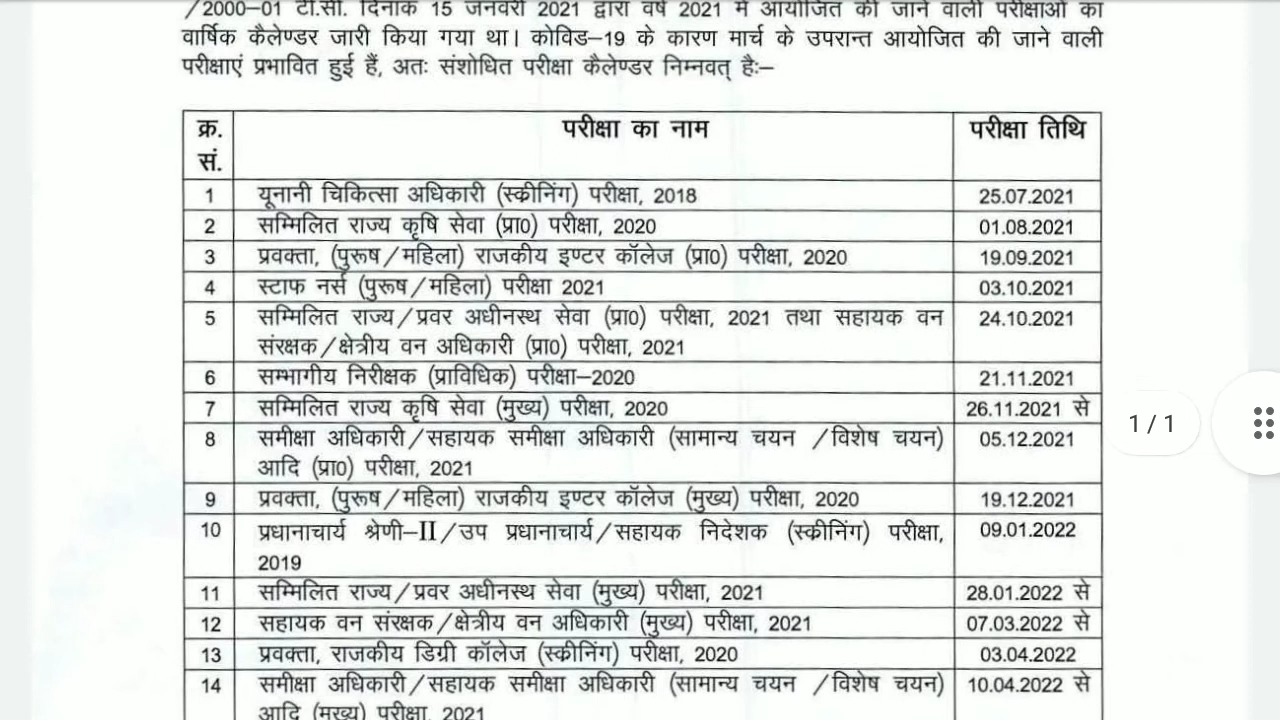 /2000–01 टी.सी. दिनांक 15 जनवरी 2021 द्वारा वर्ष 2021 में आयोजित की जाने वाली परीक्षाओं का
वार्षिक कैलेण्डर जारी किया गया था। कोविड–19 के कारण मार्च के उपरान्त आयोजित की जाने वाली
परीक्षाएं प्रभावित हुई हैं, अतः संशोधित परीक्षा कैलेण्डर निम्नवत् हैः–
क्र. परीक्षा का नाम परीक्षा तिथि
सं.
1 यूनानी चिकित्सा अधिकारी (स्क्रीनिंग) परीक्षा, 2018 25.07.2021
2 सम्मिलित राज्य कृषि सेवा (प्रा0) परीक्षा, 2020 01.08.2021
3 प्रवक्ता, (पुरूष/महिला) राजकीय इण्टर कॉलेज (प्रा0) परीक्षा, 2020 19.09.2021
4 स्टाफ नर्स (पुरूष/महिला) परीक्षा 2021 03.10.2021
5 सम्मिलित राज्य/प्रवर अधीनस्थ सेवा (प्रा0) परीक्षा, 2021 तथा सहायक वन 24.10.2021
संरक्षक/क्षेत्रीय वन अधिकारी (प्रा0) परीक्षा, 2021
6 सम्भागीय निरीक्षक (प्राविधिक) परीक्षा–2020 21.11.2021
7 सम्मिलित राज्य कृषि सेवा (मुख्य) परीक्षा, 2020 26.11.2021 से
8 समीक्षा अधिकारी/सहायक समीक्षा अधिकारी (सामान्य चयन /विशेष चयन) 05.12.2021
आदि (प्रा0) परीक्षा, 2021
9 प्रवक्ता, (पुरूष/महिला) राजकीय इण्टर कॉलेज (मुख्य) परीक्षा, 2020 19.12.2021
10 प्रधानाचार्य श्रेणी–II/उप प्रधानाचार्य/सहायक निदेशक (स्क्रीनिंग) परीक्षा, 09.01.2022
2019
11 सम्मिलित राज्य/प्रवर अधीनस्थ सेवा (मुख्य) परीक्षा, 2021 28.01.2022 से
12 सहायक वन संरक्षक/क्षेत्रीय वन अधिकारी (मुख्य) परीक्षा, 2021 07.03.2022 से
13 प्रवक्ता, राजकीय डिग्री कॉलेज (स्क्रीनिंग) परीक्षा, 2020 03.04.2022
14 समीक्षा अधिकारी/सहायक समीक्षा अधिकारी (सामान्य चयन /विशेष चयन) 10.04.2022 से
आदि (मुख्य) परीक्षा, 2021
1 / 1